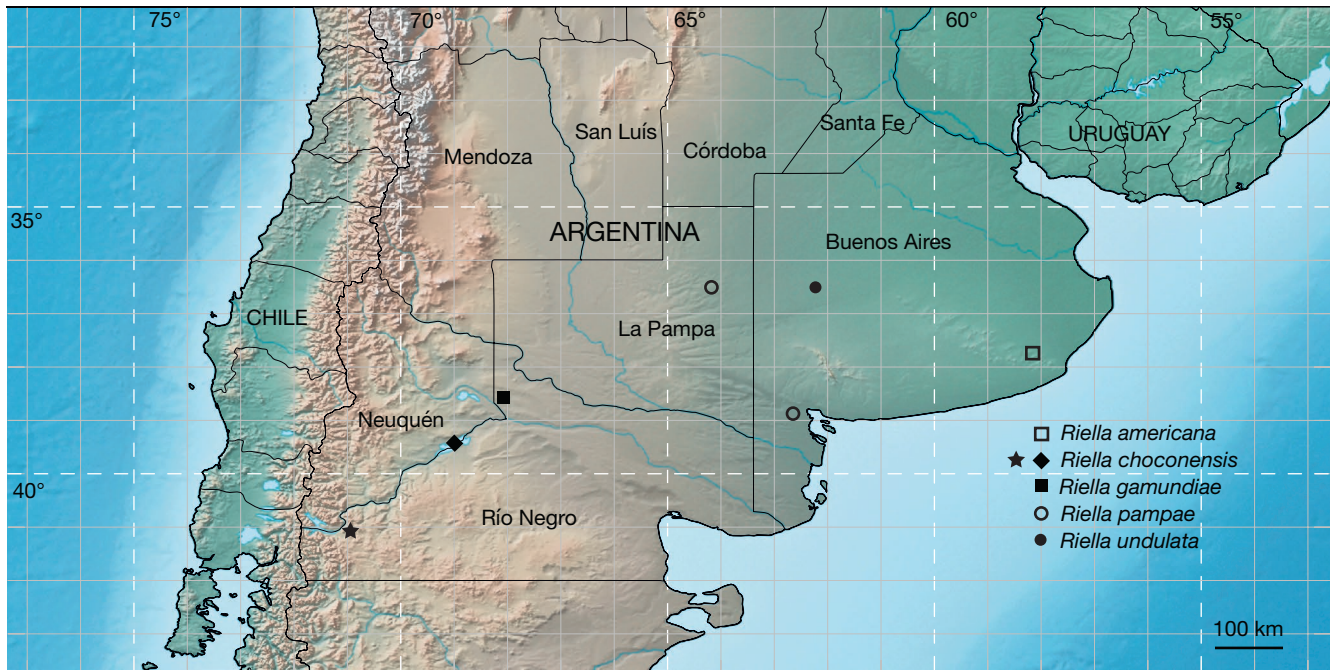 75° 70° 65° 60° 55°
Santa Fe
San Luís
URUGUAY
Mendoza Córdoba
35°
ARGENTINA
Buenos Aires
CHILE
La Pampa
Neuquén
Riella americana
Riella choconensis
40°
Riella gamundiae
Río Negro
Riella pampae
Riella undulata
100 km